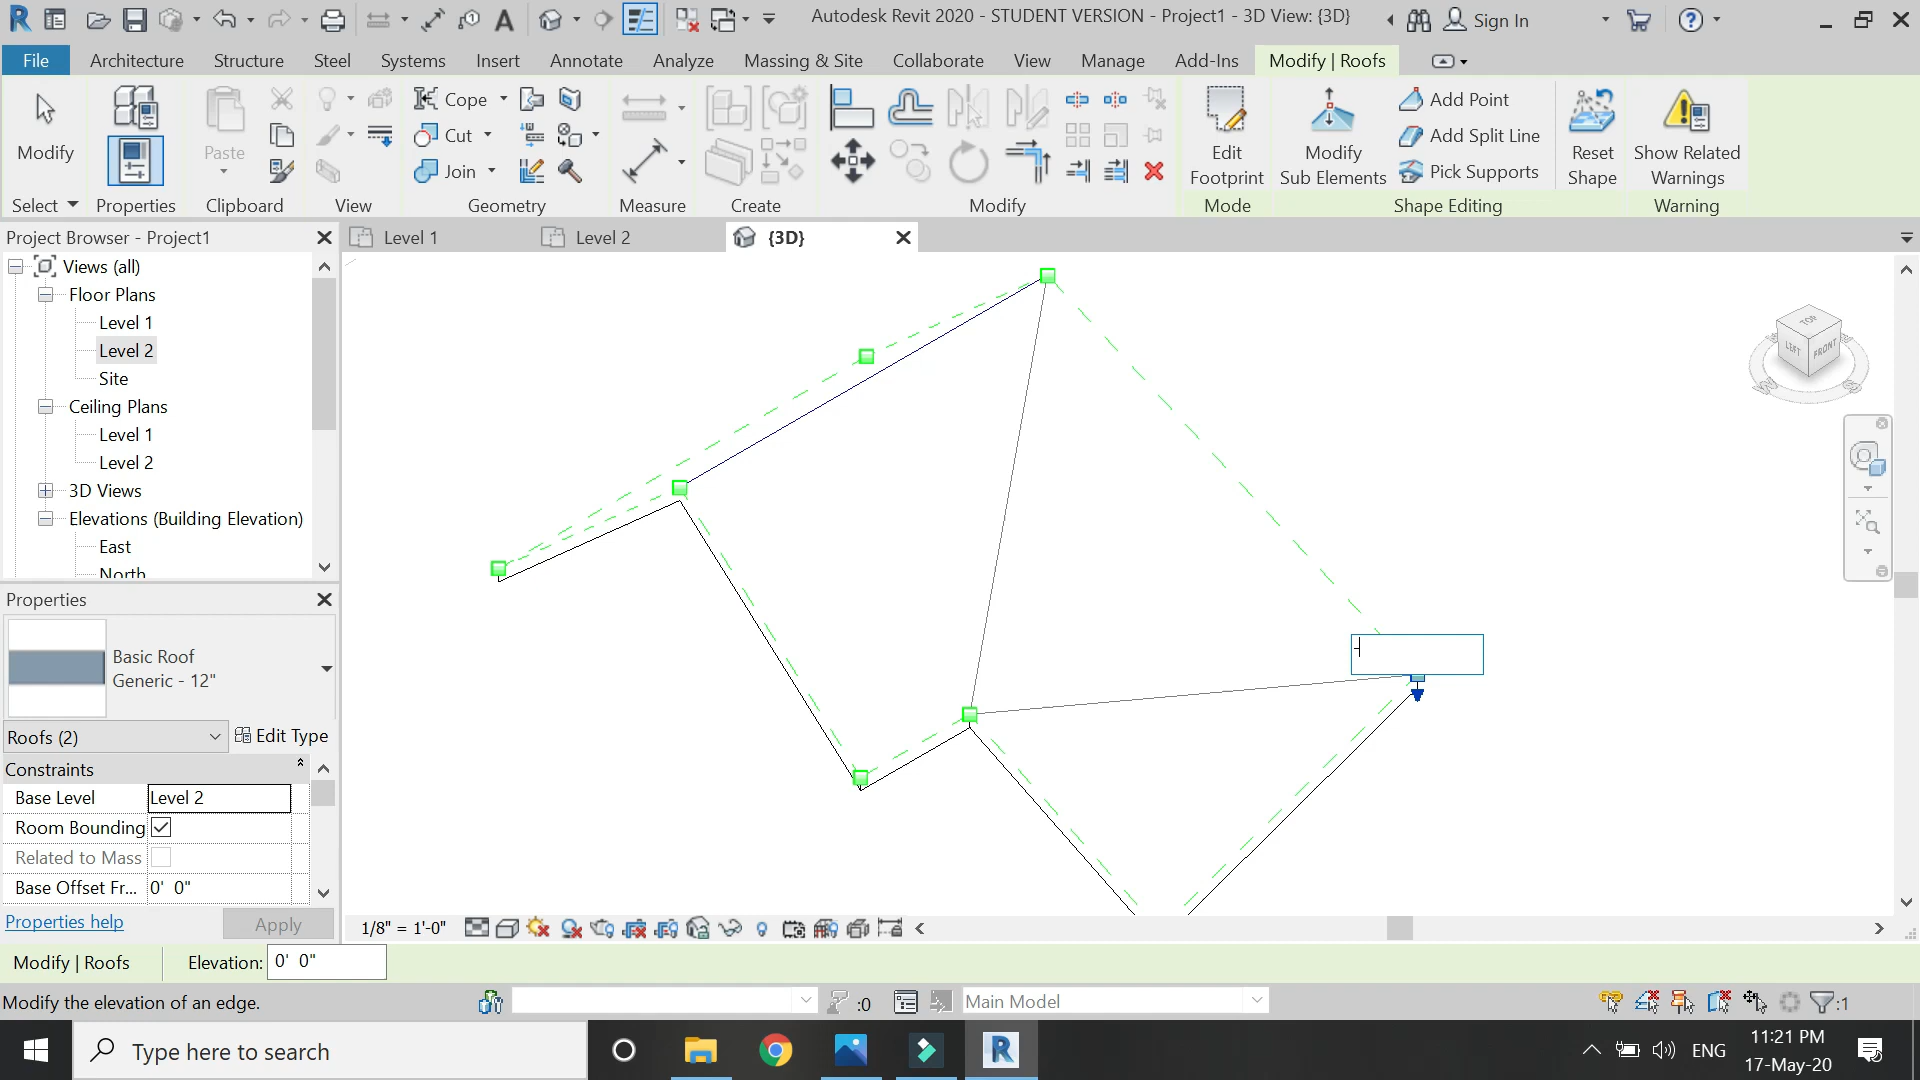 Autodesk Revit 2020 - STUDENT VERSION - Project1 - 3D View: {3D}
Sign In
File
Architecture
Structure
Steel
Systems
Insert
Annotate
Analyze
Massing & Site
Collaborate
View
Manage
Add-Ins
Modify | Roofs
Modify
Paste
Cope
Cut
Join
Edit
Footprint
Modify
Sub Elements
Add Point
Add Split Line
Pick Supports
Reset
Shape
Show Related
Warnings
Select
Properties
Clipboard
View
Geometry
Measure
Create
Modify
Mode
Shape Editing
Warning
Project Browser - Project1
Level 1
Level 2
{3D}
Views (all)
Floor Plans
Level 1
Level 2
Site
Ceiling Plans
Level 1
Level 2
3D Views
Elevations (Building Elevation)
East
North
TOP
LEFT
FRONT
W
S
-
Properties
Basic Roof
Generic - 12"
Roofs (2)
Edit Type
Constraints
Base Level
Level 2
Room Bounding
Related to Mass
Base Offset Fr...
0' 0"
Properties help
Apply
1/8" = 1'-0"
Modify | Roofs
Elevation:
0' 0"
Modify the elevation of an edge.
:0
Main Model
:1
Type here to search
ENG
11:21 PM
17-May-20